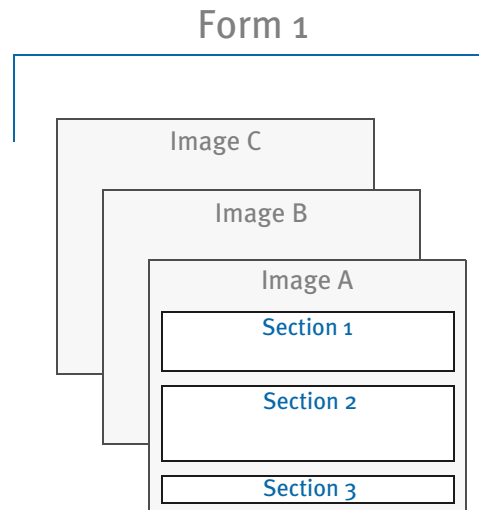 Form 1
Image C
Image B
Image A
Section 1
Section 2
Section 3